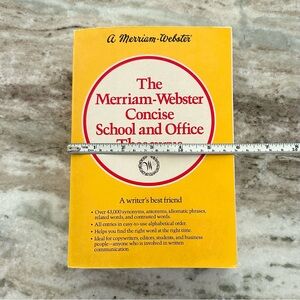 a Merriam-Webster
The
Merriam-Webster
Concise
School and Office
Thesaurus
A writer's best friend
• Over 43,000 synonyms, antonyms, idiomatic phrases,
related words, and contrasted words.
• All entries in easy-to-use alphabetical order.
• Helps you find the right word at the right time.
• Ideal for copywriters, editors, students, and business
people—anyone who is involved in written
communication